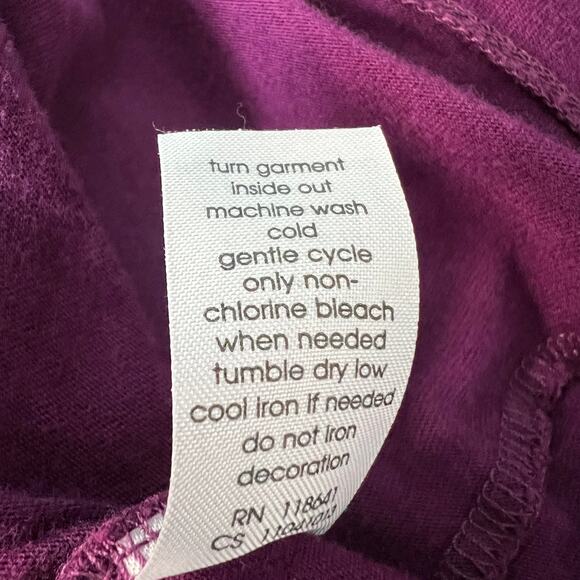 turn garment
inside out
machine wash
cold
gentle cycle
only non-
chlorine bleach
when needed
tumble dry low
cool iron if needed
do not iron
decoration
RN 118641
CS